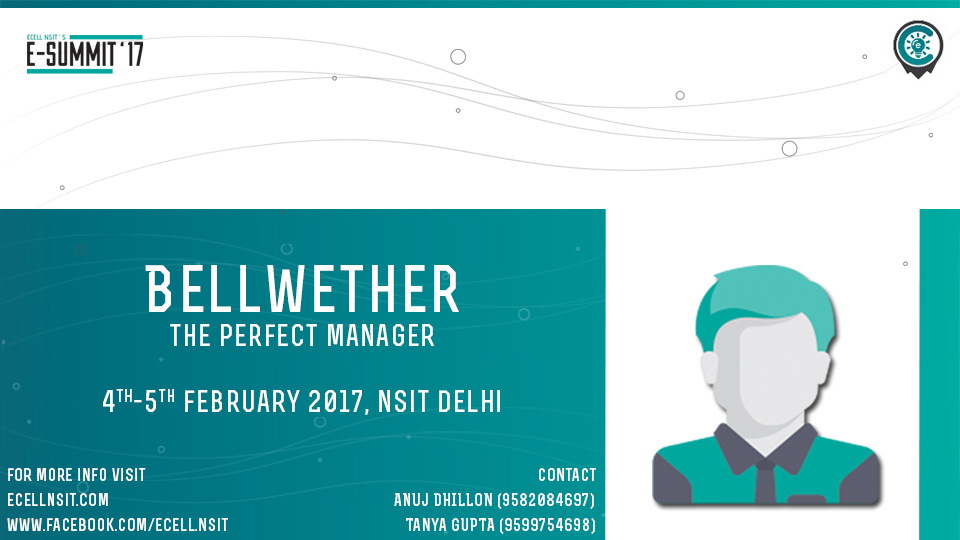 ECELL NSIT'S
E-SUMMIT '17
BELLWETHER
THE PERFECT MANAGER
4TH-5TH FEBRUARY 2017, NSIT DELHI
FOR MORE INFO VISIT
ECELLNSIT.COM
WWW.FACEBOOK.COM/ECELL.NSIT
CONTACT
ANUJ DHILLON (9582084697)
TANYA GUPTA (9599754698)